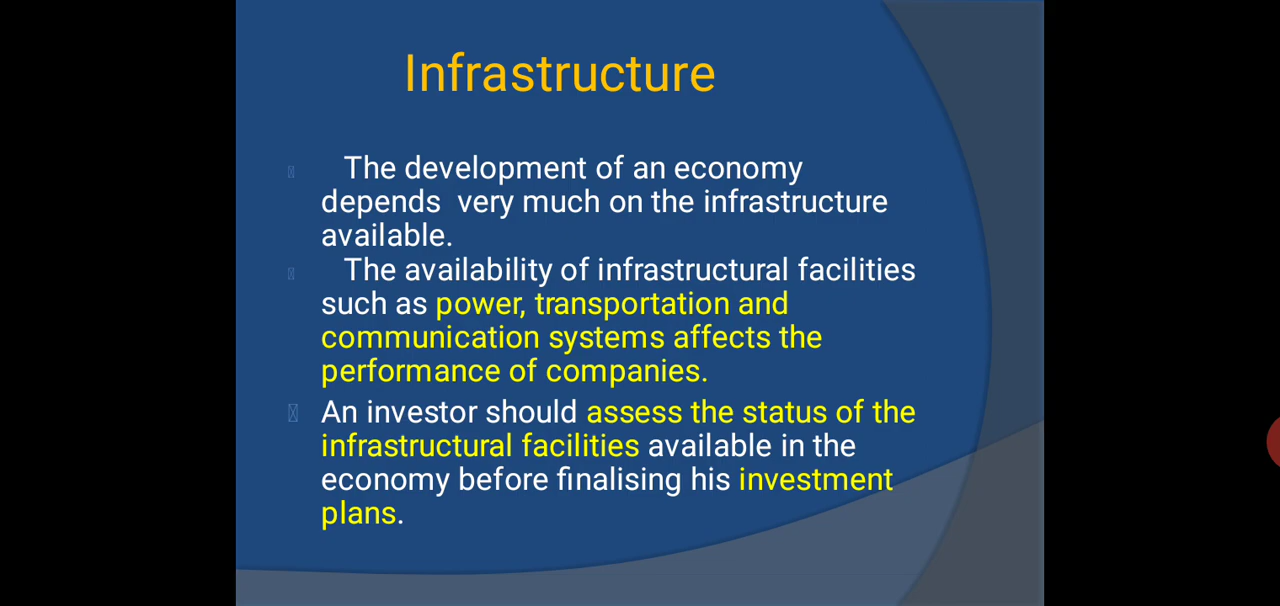 Infrastructure
The development of an economy
depends very much on the infrastructure
available.
The availability of infrastructural facilities
such as power, transportation and
communication systems affects the
performance of companies.
An investor should assess the status of the
infrastructural facilities available in the
economy before finalising his investment
plans.